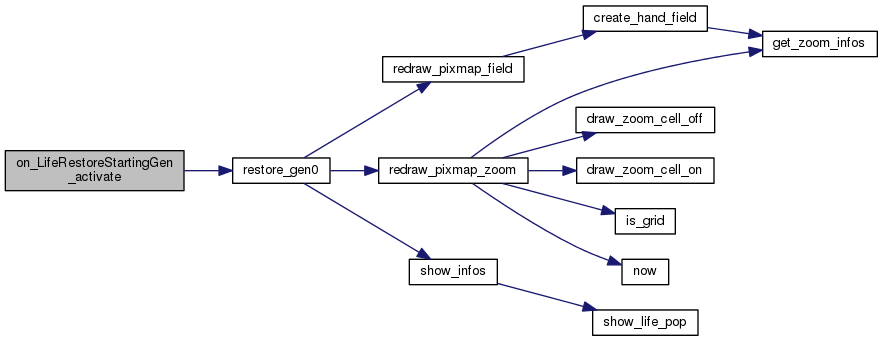 on_LifeRestoreStartingGen
_activate
restore_gen0
redraw_pixmap_field
create_hand_field
get_zoom_infos
redraw_pixmap_zoom
draw_zoom_cell_off
draw_zoom_cell_on
is_grid
now
show_infos
show_life_pop